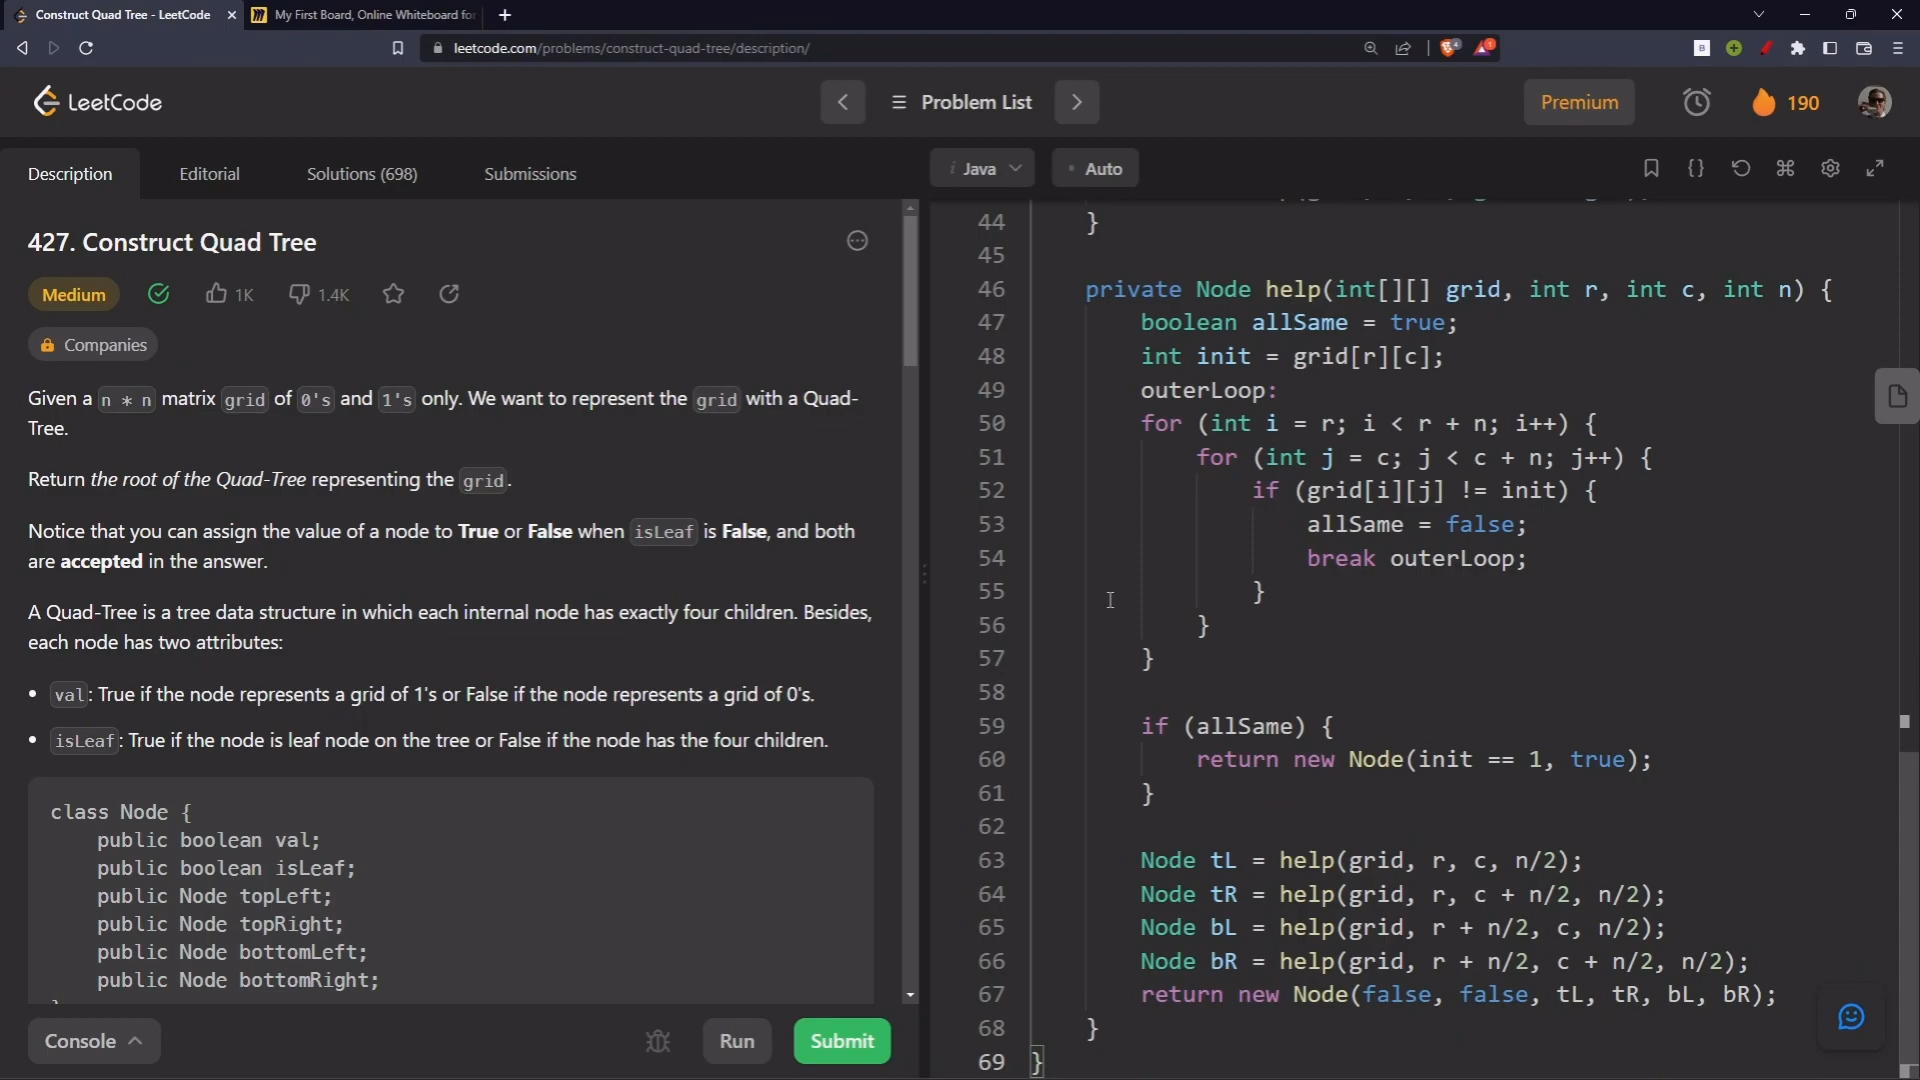 Construct Quad Tree - LeetCode
My First Board, Online Whiteboard for
leetcode.com/problems/construct-quad-tree/description/
4
1
B
LeetCode
Problem List
Premium
190
Description
Editorial
Solutions (698)
Submissions
427. Construct Quad Tree
Medium
1K
1.4K
Companies
Given a n * n matrix grid of 0's and 1's only. We want to represent the grid with a Quad-
Tree.
Return the root of the Quad-Tree representing the grid.
Notice that you can assign the value of a node to True or False when isLeaf is False, and both
are accepted in the answer.
A Quad-Tree is a tree data structure in which each internal node has exactly four children. Besides,
each node has two attributes:
• val: True if the node represents a grid of 1's or False if the node represents a grid of 0's.
• isLeaf: True if the node is leaf node on the tree or False if the node has the four children.
class Node {
public boolean val;
public boolean isLeaf;
public Node topLeft;
public Node topRight;
public Node bottomLeft;
public Node bottomRight;
Console
Run
Submit
i Java
• Auto
{}
44 }
45
46 private Node help(int[][] grid, int r, int c, int n) {
47 boolean allSame = true;
48 int init = grid[r][c];
49 outerLoop:
50 for (int i = r; i < r + n; i++) {
51 for (int j = c; j < c + n; j++) {
52 if (grid[i][j] != init) {
53 allSame = false;
54 break outerLoop;
55 }
56 }
57 }
58
59 if (allSame) {
60 return new Node(init == 1, true);
61 }
62
63 Node tL = help(grid, r, c, n/2);
64 Node tR = help(grid, r, c + n/2, n/2);
65 Node bL = help(grid, r + n/2, c, n/2);
66 Node bR = help(grid, r + n/2, c + n/2, n/2);
67 return new Node(false, false, tL, tR, bL, bR);
68 }
69 }